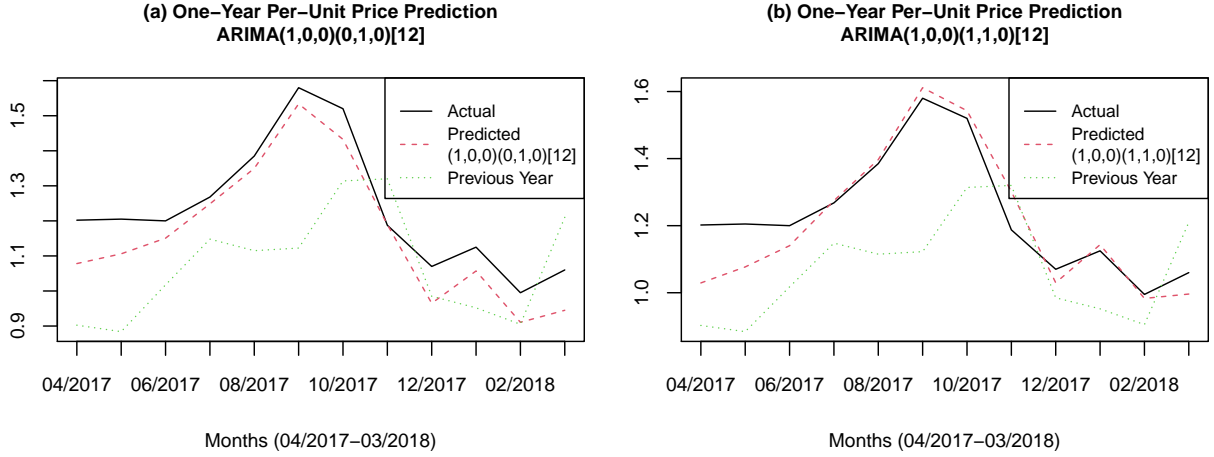 (a) One−Year Per−Unit Price Prediction
ARIMA(1,0,0)(0,1,0)[12]
1.5
1.3
1.1
0.9
Actual
Predicted
(1,0,0)(0,1,0)[12]
Previous Year
04/2017 06/2017 08/2017 10/2017 12/2017 02/2018
Months (04/2017−03/2018)
(b) One−Year Per−Unit Price Prediction
ARIMA(1,0,0)(1,1,0)[12]
1.6
1.4
1.2
1.0
Actual
Predicted
(1,0,0)(1,1,0)[12]
Previous Year
04/2017 06/2017 08/2017 10/2017 12/2017 02/2018
Months (04/2017−03/2018)